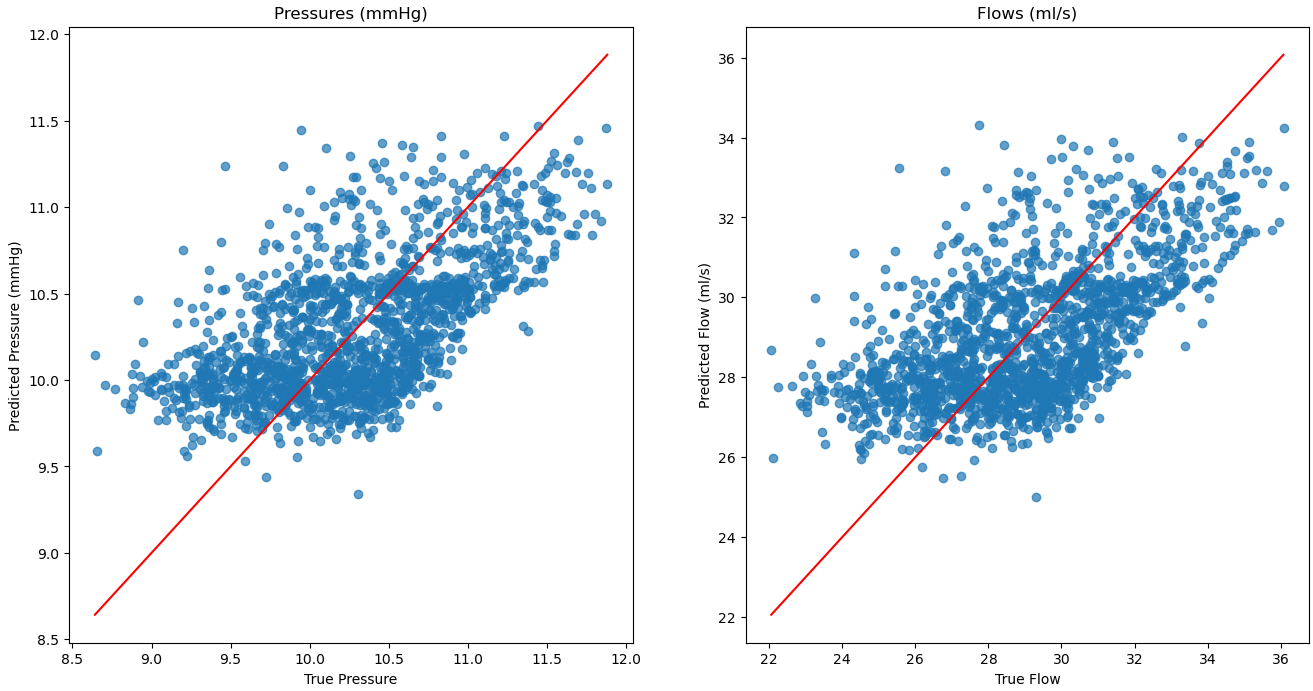 Pressures (mmHg)
12.0
11.5
11.0
10.5
10.0
9.5
9.0
8.5
Predicted Pressure (mmHg)
8.5 9.0 9.5 10.0 10.5 11.0 11.5 12.0
True Pressure
Flows (ml/s)
36
34
32
30
28
26
24
22
Predicted Flow (ml/s)
22 24 26 28 30 32 34 36
True Flow